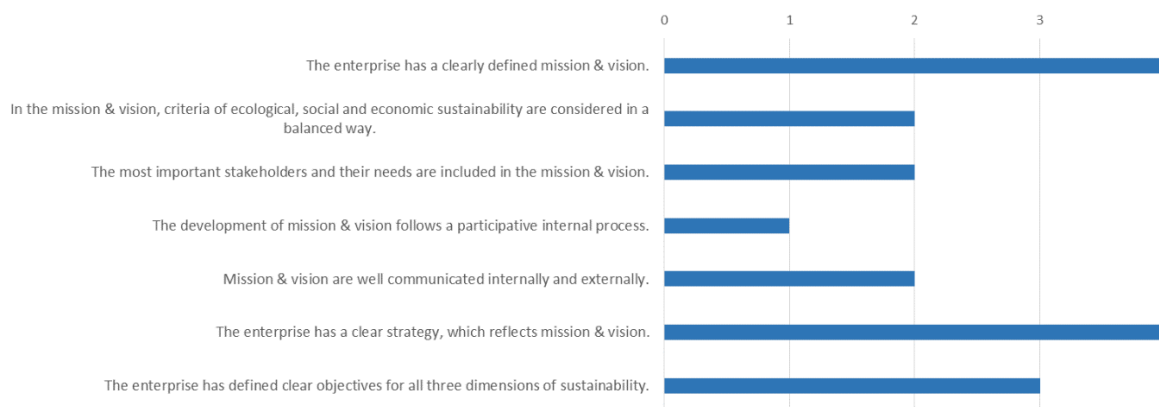 0 1 2 3
The enterprise has a clearly defined mission & vision.
In the mission & vision, criteria of ecological, social and economic sustainability are considered in a
balanced way.
The most important stakeholders and their needs are included in the mission & vision.
The development of mission & vision follows a participative internal process.
Mission & vision are well communicated internally and externally.
The enterprise has a clear strategy, which reflects mission & vision.
The enterprise has defined clear objectives for all three dimensions of sustainability.